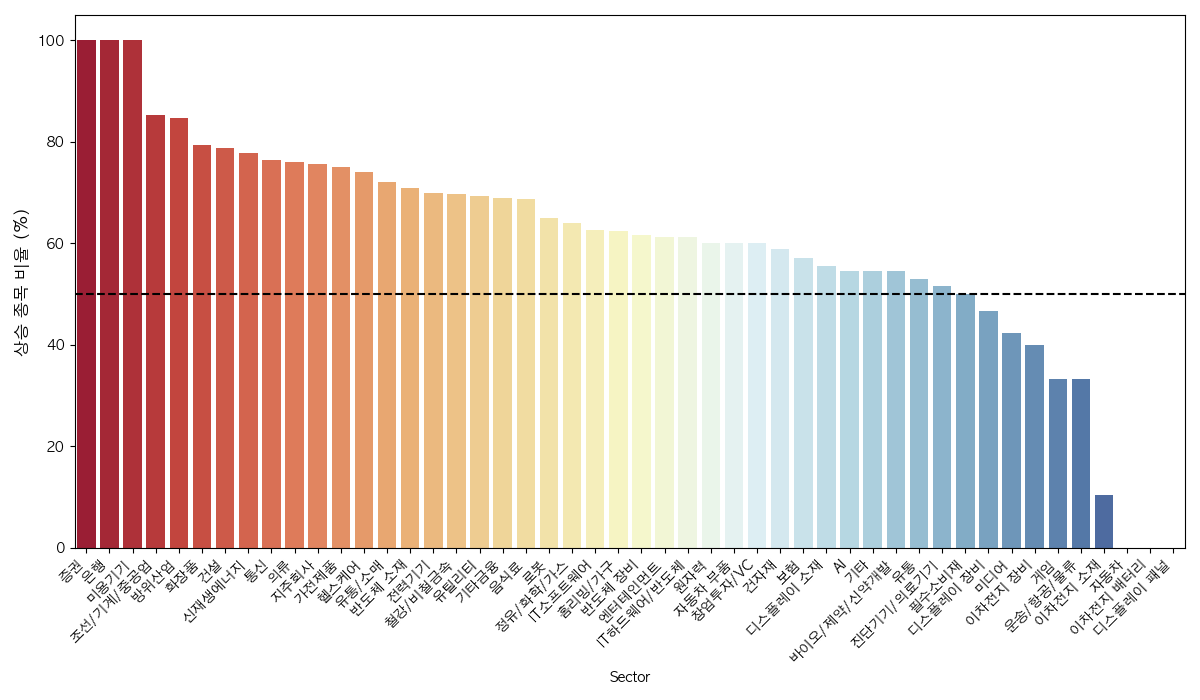 100
80
60
40
20
0
상승 종목 비율 (%)
증권
은행
미용기기
조선/기계/중공업
방위산업
화장품
건설
신재생에너지
통신
의류
지주회사
가전제품
헬스케어
유통/소매
반도체 소재
전력기기
철강/비철금속
유틸리티
기타금융
음식료
로봇
정유/화학/가스
IT소프트웨어
홈리빙/가구
반도체 장비
엔터테인먼트
IT하드웨어/반도체
원자력
자동차 부품
창업투자/VC
건자재
보험
디스플레이 소재
AI
기타
바이오/제약/신약개발
유통
진단기기/의료기기
필수소비재
디스플레이 장비
미디어
이차전지 장비
게임
운송/항공/물류
이차전지 소재
자동차
이차전지 배터리
디스플레이 패널
Sector